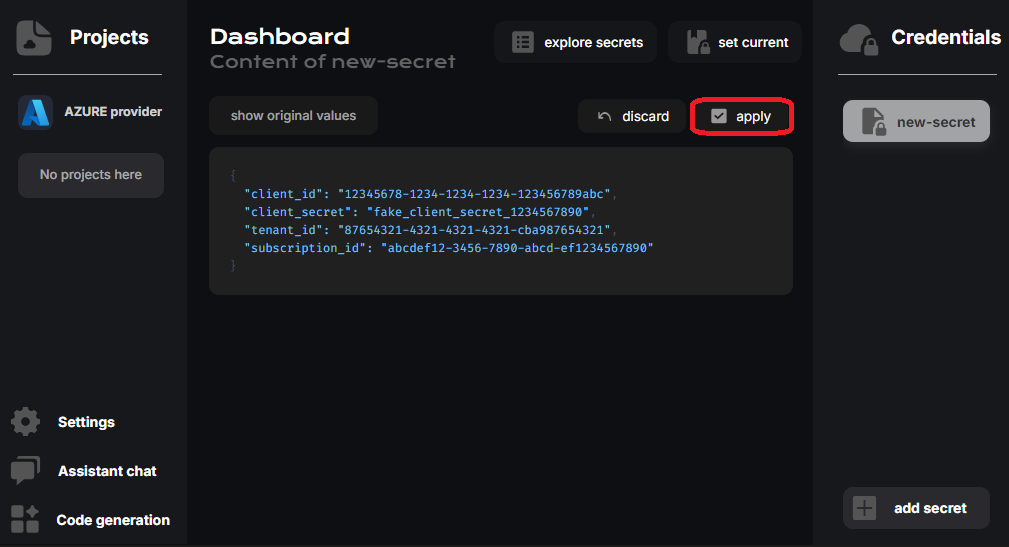 Projects
AZURE provider
No projects here
Settings
Assistant chat
Code generation
Dashboard
Content of new-secret
explore secrets
set current
show original values
discard
apply
{
"client_id": "12345678-1234-1234-1234-123456789abc",
"client_secret": "fake_client_secret_1234567890",
"tenant_id": "87654321-4321-4321-4321-cba987654321",
"subscription_id": "abcdef12-3456-7890-abcd-ef1234567890"
}
Credentials
new-secret
add secret